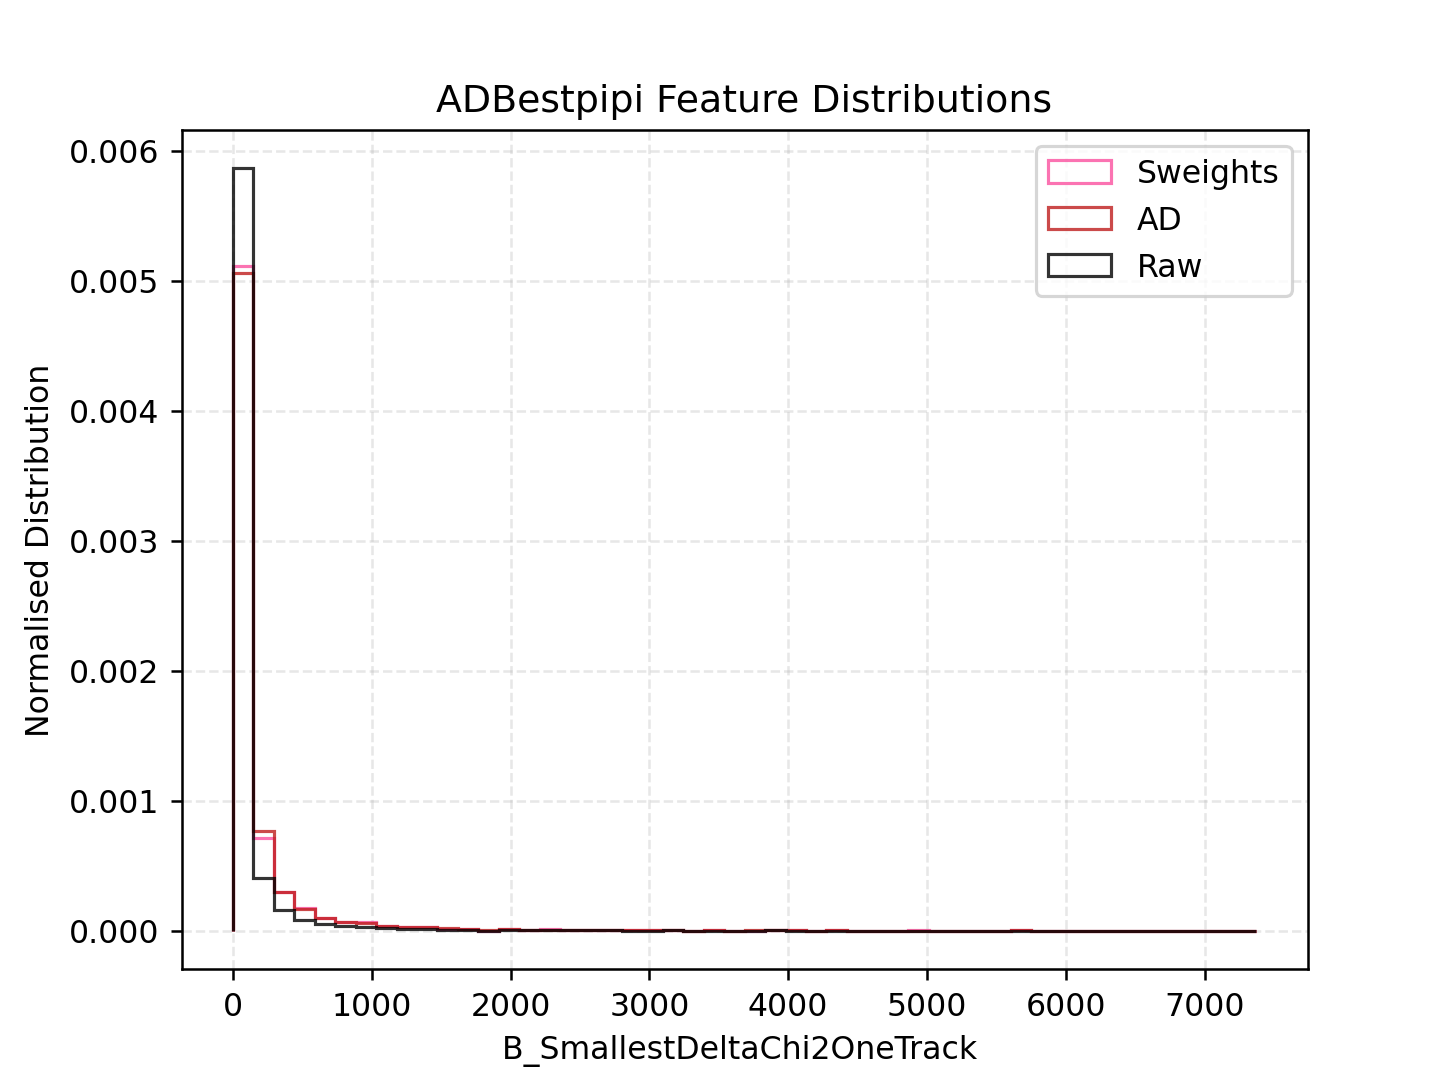 ADBestpipi Feature Distributions
Sweights
AD
Raw
Normalised Distribution
0.006
0.005
0.004
0.003
0.002
0.001
0.000
0 1000 2000 3000 4000 5000 6000 7000
B_SmallestDeltaChi2OneTrack